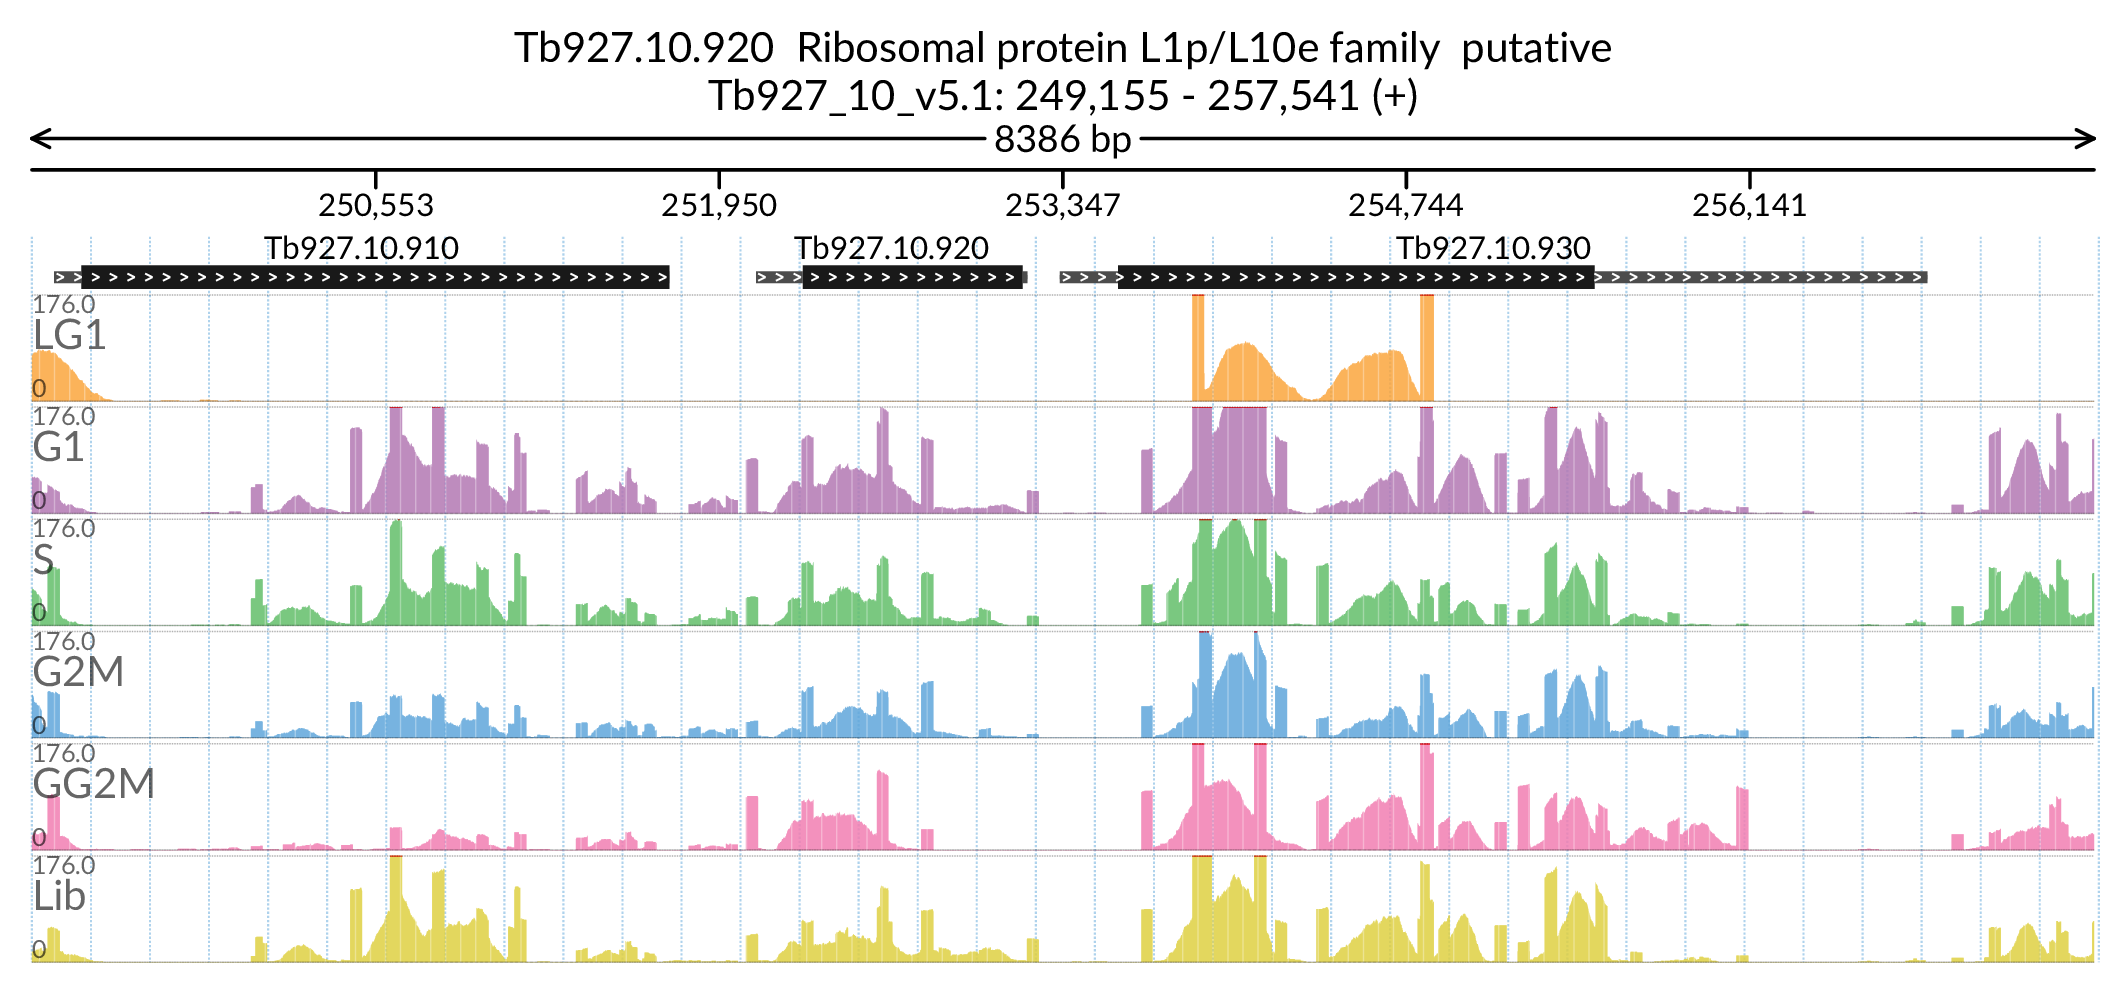 Tb927.10.920  Ribosomal protein L1p/L10e family  putative
Tb927_10_v5.1: 249,155 - 257,541 (+)
8386 bp
250,553 251,950 253,347 254,744 256,141
Tb927.10.910 Tb927.10.920 Tb927.10.930
176.0
LG1
0
176.0
G1
0
176.0
S
0
176.0
G2M
0
176.0
GG2M
0
176.0
Lib
0